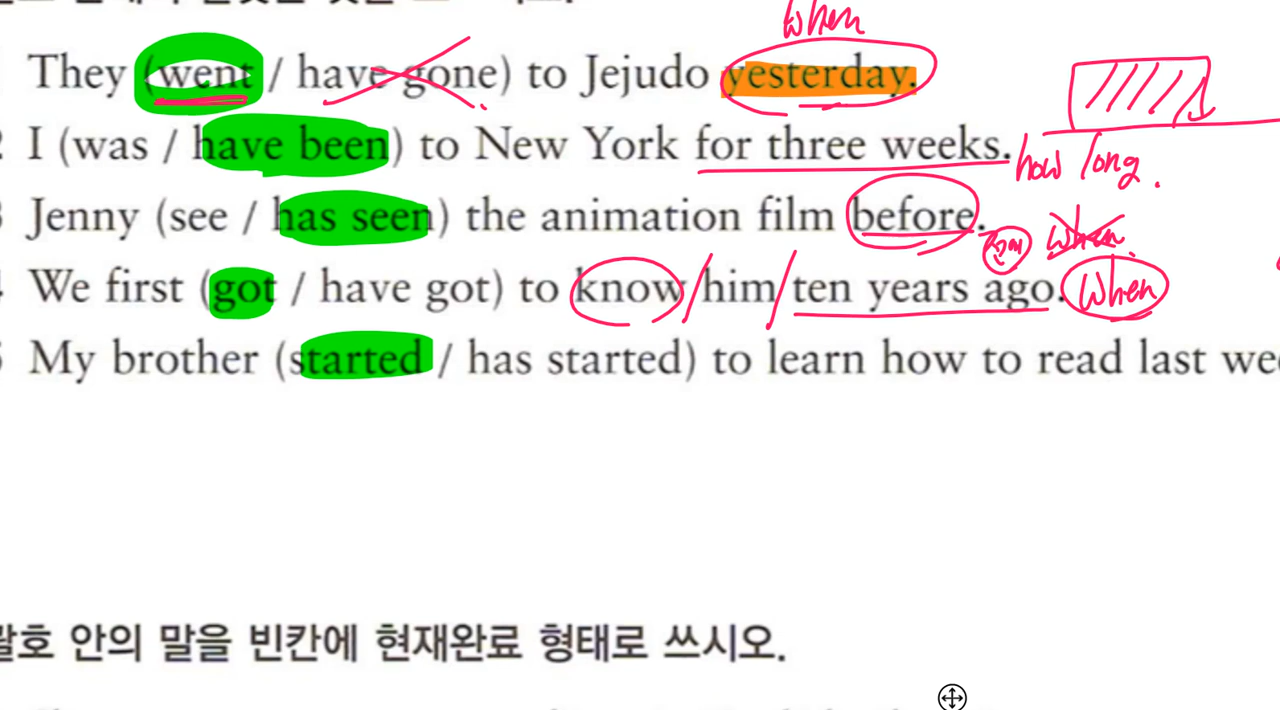 when
They (went / have gone) to Jejudo yesterday.
I (was / have been) to New York for three weeks.
how long.
Jenny (see / has seen) the animation film before.
when
We first (got / have got) to know/him/ten years ago.
When
My brother (started / has started) to learn how to read last we
괄호 안의 말을 빈칸에 현재완료 형태로 쓰시오.